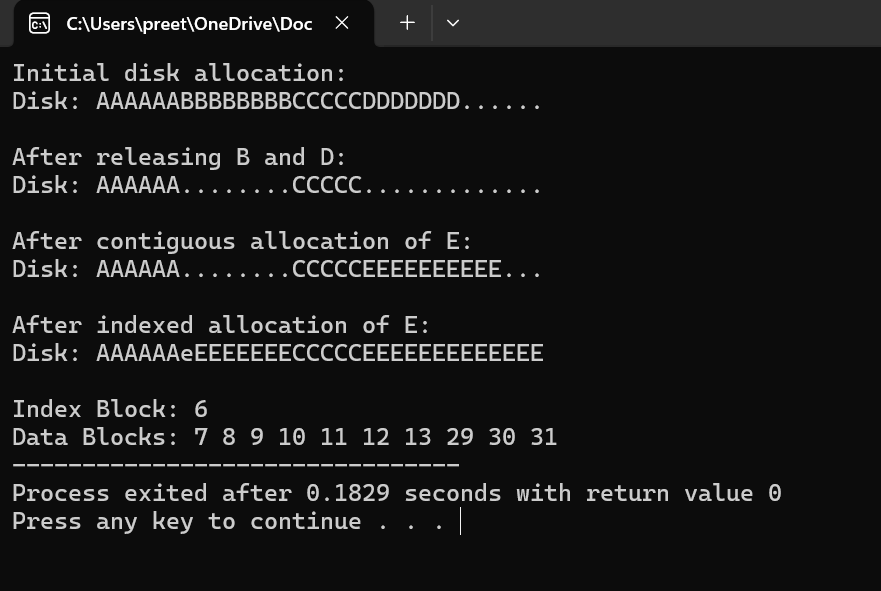 C:\Users\preet\OneDrive\Doc
Initial disk allocation:
Disk: AAAAAABBBBBBBBCCCCCDDDDDDD......
After releasing B and D:
Disk: AAAAAA........CCCCC.............
After contiguous allocation of E:
Disk: AAAAAA........CCCCCEEEEEEEEEE...
After indexed allocation of E:
Disk: AAAAAAeEEEEEEECCCCCEEEEEEEEEEEEE
Index Block: 6
Data Blocks: 7 8 9 10 11 12 13 29 30 31
--------------------------------
Process exited after 0.1829 seconds with return value 0
Press any key to continue . . .